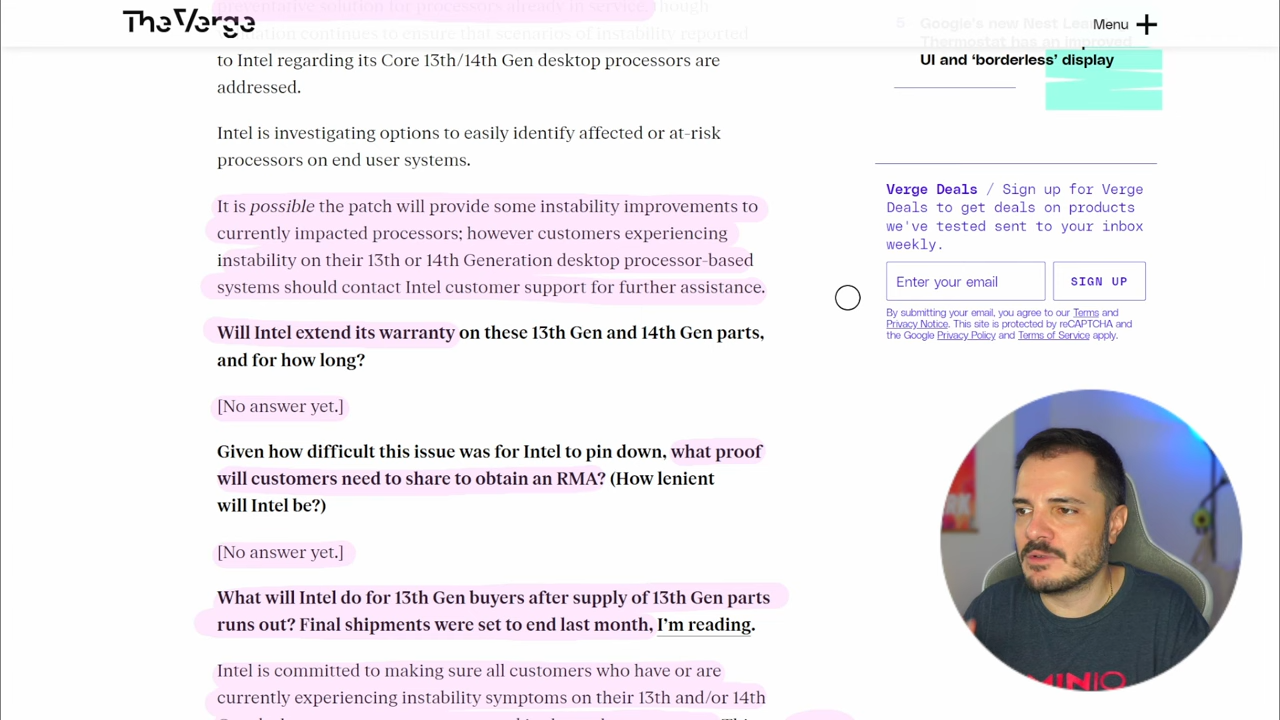 preventative solution for processors already in service. Though
validation continues to ensure that scenarios of instability reported
The Verge
Menu
to Intel regarding its Core 13th/14th Gen desktop processors are
addressed.
Intel is investigating options to easily identify affected or at-risk
processors on end user systems.
It is possible the patch will provide some instability improvements to
currently impacted processors; however customers experiencing
instability on their 13th or 14th Generation desktop processor-based
systems should contact Intel customer support for further assistance.
Will Intel extend its warranty on these 13th Gen and 14th Gen parts,
and for how long?
[No answer yet.]
Given how difficult this issue was for Intel to pin down, what proof
will customers need to share to obtain an RMA? (How lenient
will Intel be?)
[No answer yet.]
What will Intel do for 13th Gen buyers after supply of 13th Gen parts
runs out? Final shipments were set to end last month, I’m reading.
Intel is committed to making sure all customers who have or are
currently experiencing instability symptoms on their 13th and/or 14th
5
Google’s new Nest Learning
Thermostat has an improved
UI and ‘borderless’ display
Verge Deals / Sign up for Verge
Deals to get deals on products
we've tested sent to your inbox
weekly.
Enter your email
SIGN UP
By submitting your email, you agree to our Terms and
Privacy Notice. This site is protected by reCAPTCHA and
the Google Privacy Policy and Terms of Service apply.
MINIO